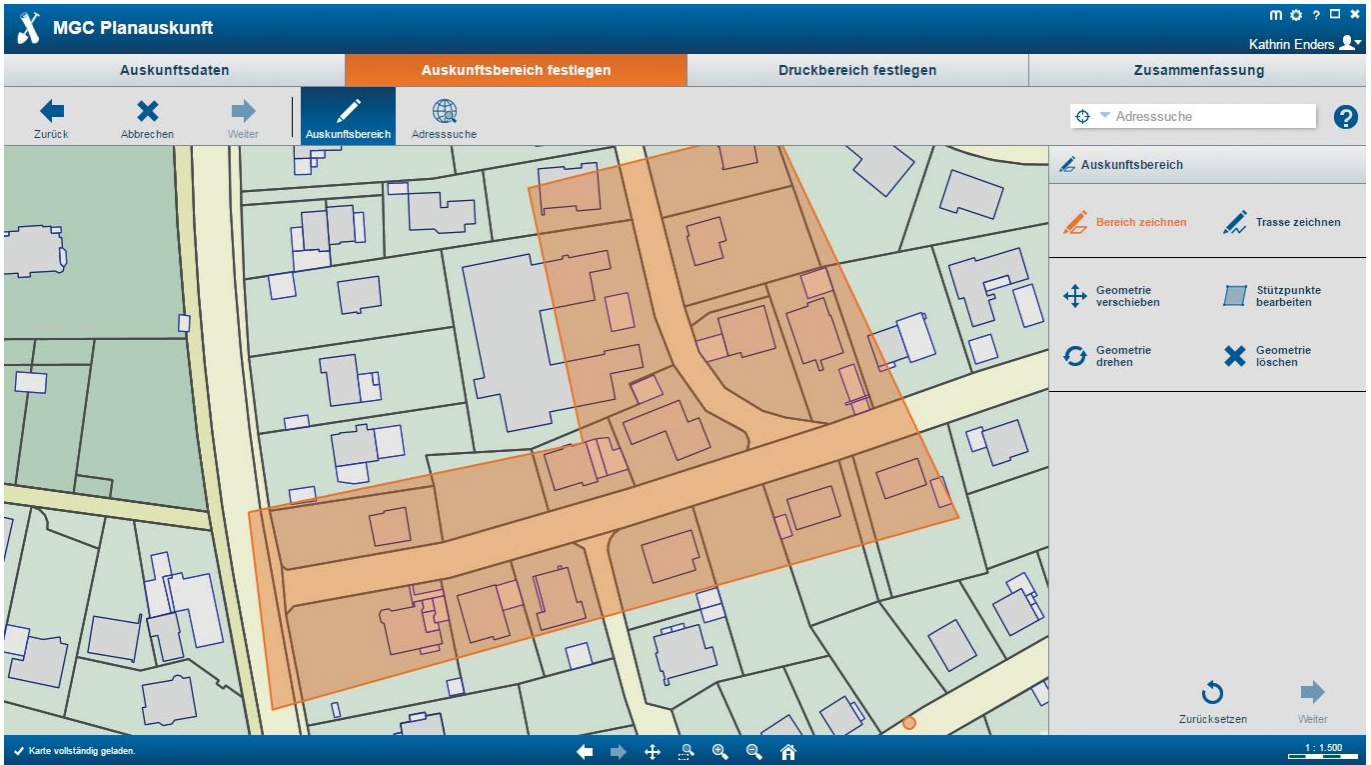 MGC Planauskunft
Kathrin Enders
Auskunftsdaten
Auskunftsbereich festlegen
Druckbereich festlegen
Zusammenfassung
Zurück
Abbrechen
Weiter
Auskunftsbereich
Adresssuche
Adresssuche
Auskunftsbereich
Bereich zeichnen
Trasse zeichnen
Geometrie
verschieben
Stützpunkte
bearbeiten
Geometrie
drehen
Geometrie
löschen
Zurücksetzen
Weiter
Karte vollständig geladen.
1 : 1.500